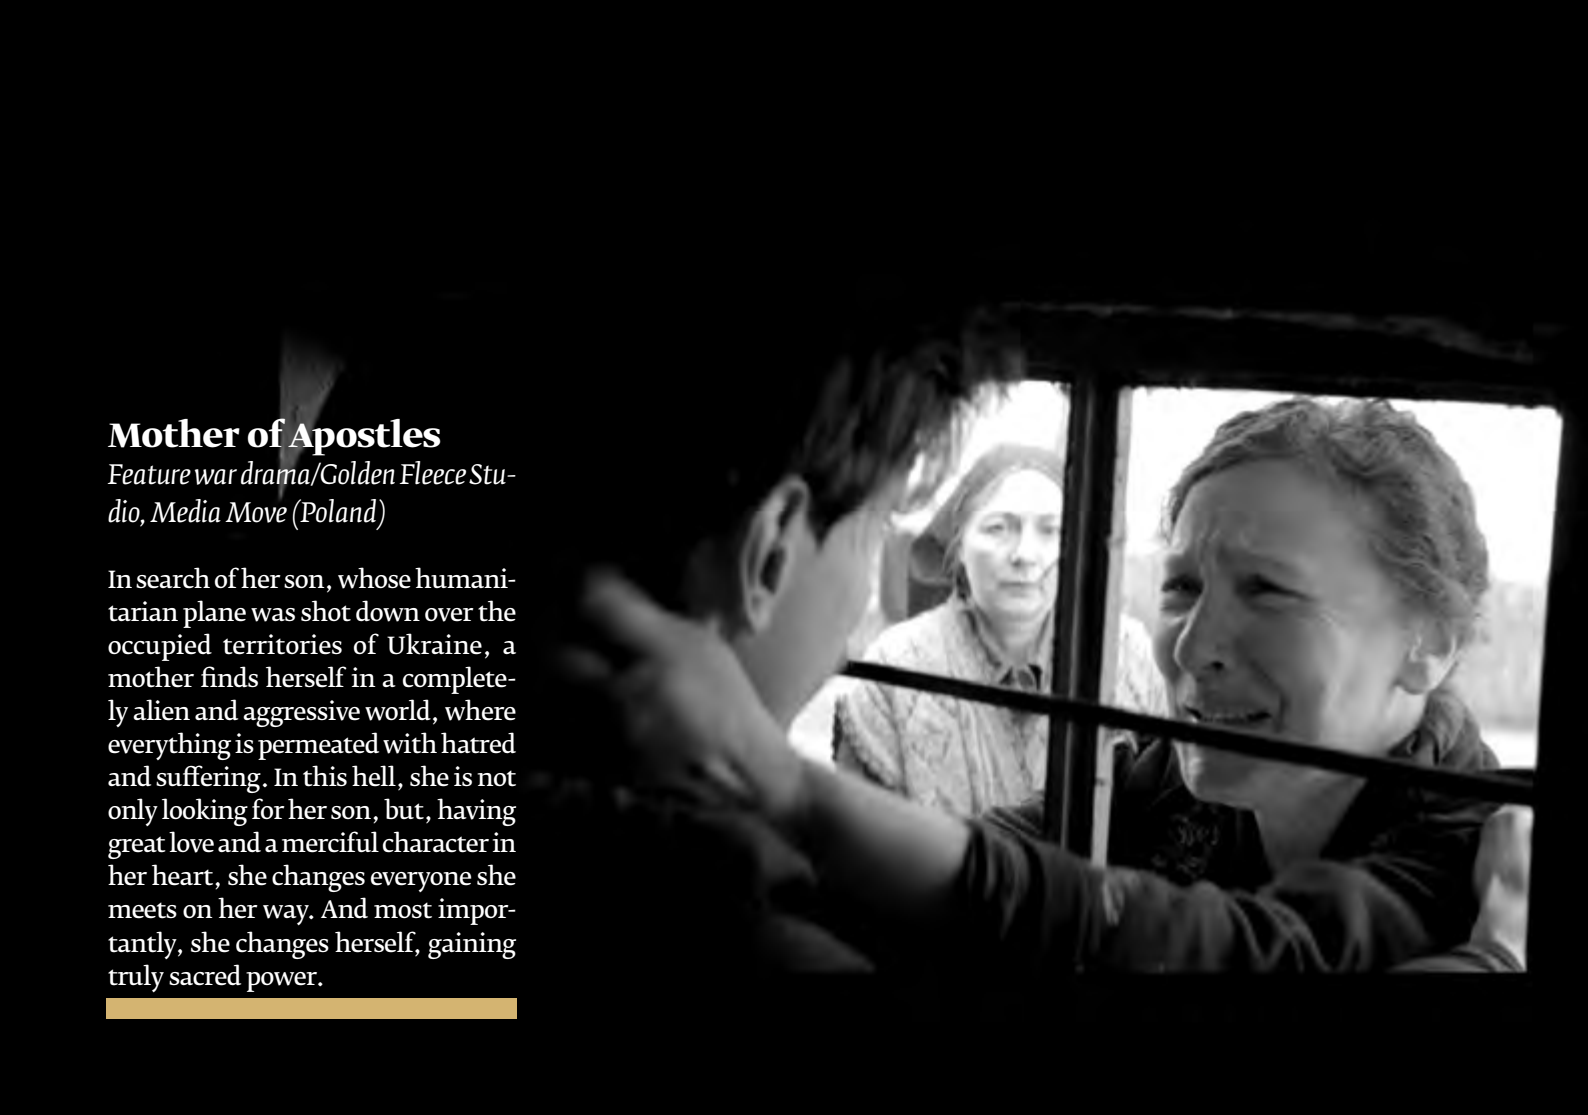 Mother of Apostles
Feature war drama/Golden Fleece Stu-
dio, Media Move (Poland)
In search of her son, whose humani-
tarian plane was shot down over the
occupied territories of Ukraine, a
mother finds herself in a complete-
ly alien and aggressive world, where
everything is permeated with hatred
and suffering. In this hell, she is not
only looking for her son, but, having
great love and a merciful character in
her heart, she changes everyone she
meets on her way. And most impor-
tantly, she changes herself, gaining
truly sacred power.